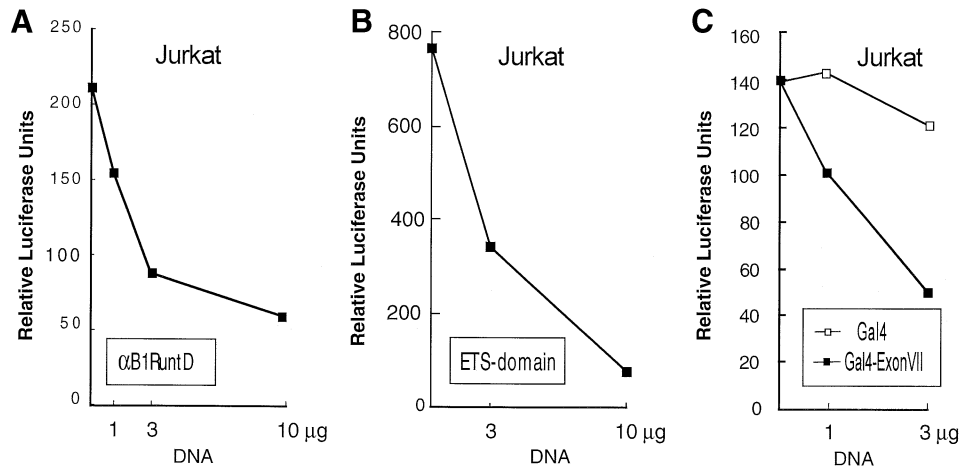 A
Jurkat
Relative Luciferase Units
250
200
150
100
50
0
αB1RuntD
1 3 10 μg
DNA
B
Jurkat
Relative Luciferase Units
800
600
400
200
0
ETS-domain
3 10 μg
DNA
C
Jurkat
Relative Luciferase Units
160
140
120
100
80
60
40
20
0
Gal4
Gal4-ExonVII
1 3 μg
DNA